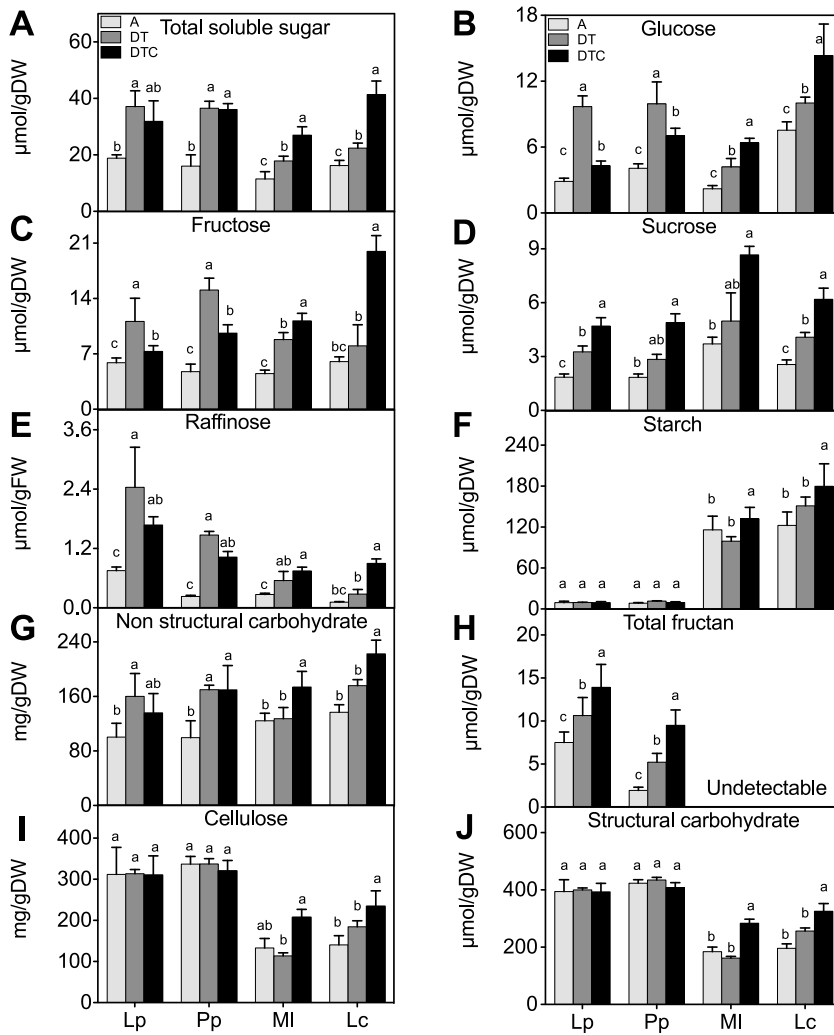 A
Total soluble sugar
A
DT
DTC
µmol/gDW
60
40
20
0
b
a
ab
b
a
a
c
b
a
c
b
a
B
Glucose
A
DT
DTC
µmol/gDW
18
12
6
0
c
a
b
c
a
b
c
b
a
c
b
a
C
Fructose
µmol/gDW
21
14
7
0
c
a
b
c
a
b
c
b
a
bc
b
a
D
Sucrose
µmol/gDW
9
6
3
0
c
b
a
b
ab
a
b
ab
a
c
b
a
E
Raffinose
µmol/gFW
3.6
2.4
1.2
0.0
c
a
ab
c
a
ab
c
ab
a
bc
b
a
F
Starch
µmol/gDW
240
180
120
60
0
a
a
a
a
a
a
b
b
a
b
b
a
G
Non structural carbohydrate
mg/gDW
240
160
80
0
b
a
ab
b
a
a
b
b
a
b
b
a
H
Total fructan
µmol/gDW
20
15
10
5
0
c
b
a
c
b
a
Undetectable
I
Cellulose
mg/gDW
400
300
200
100
0
a
a
a
a
a
a
ab
b
a
b
b
a
Lp
Pp
Ml
Lc
J
Structural carbohydrate
µmol/gDW
600
400
200
0
a
a
a
a
a
a
b
b
a
b
b
a
Lp
Pp
Ml
Lc